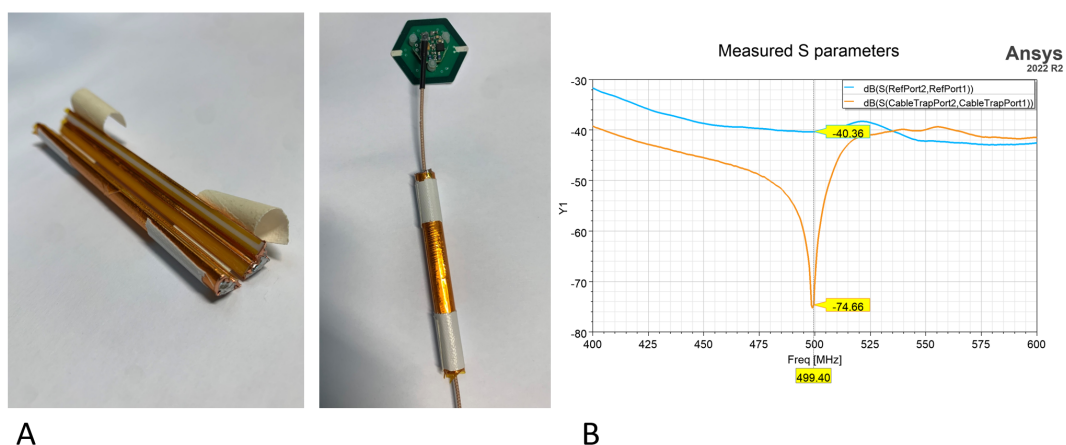 Measured S parameters
Ansys
2022 R2
dB(S(RefPort2,RefPort1))
dB(S(CableTrapPort2,CableTrapPort1))
-30
-40
-50
-60
-70
-80
Y1
-40.36
-74.66
400
425
450
475
500
525
550
575
600
Freq [MHz]
499.40
A
B